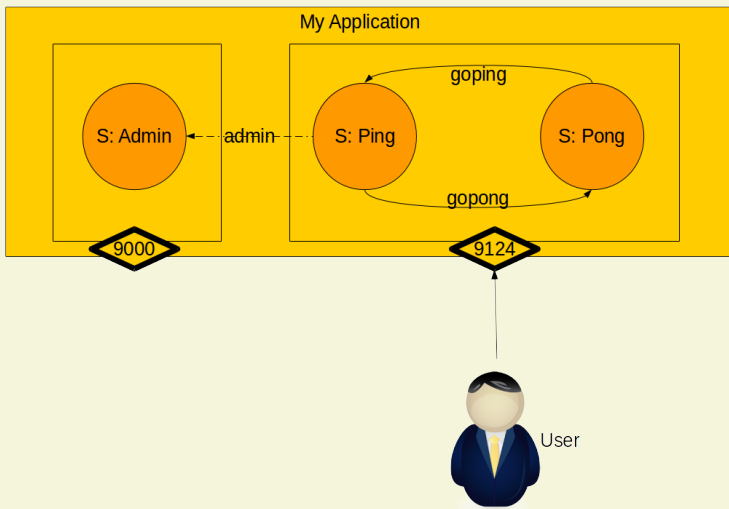 My Application
goping
S: Admin
admin
S: Ping
S: Pong
gopong
9000
9124
User